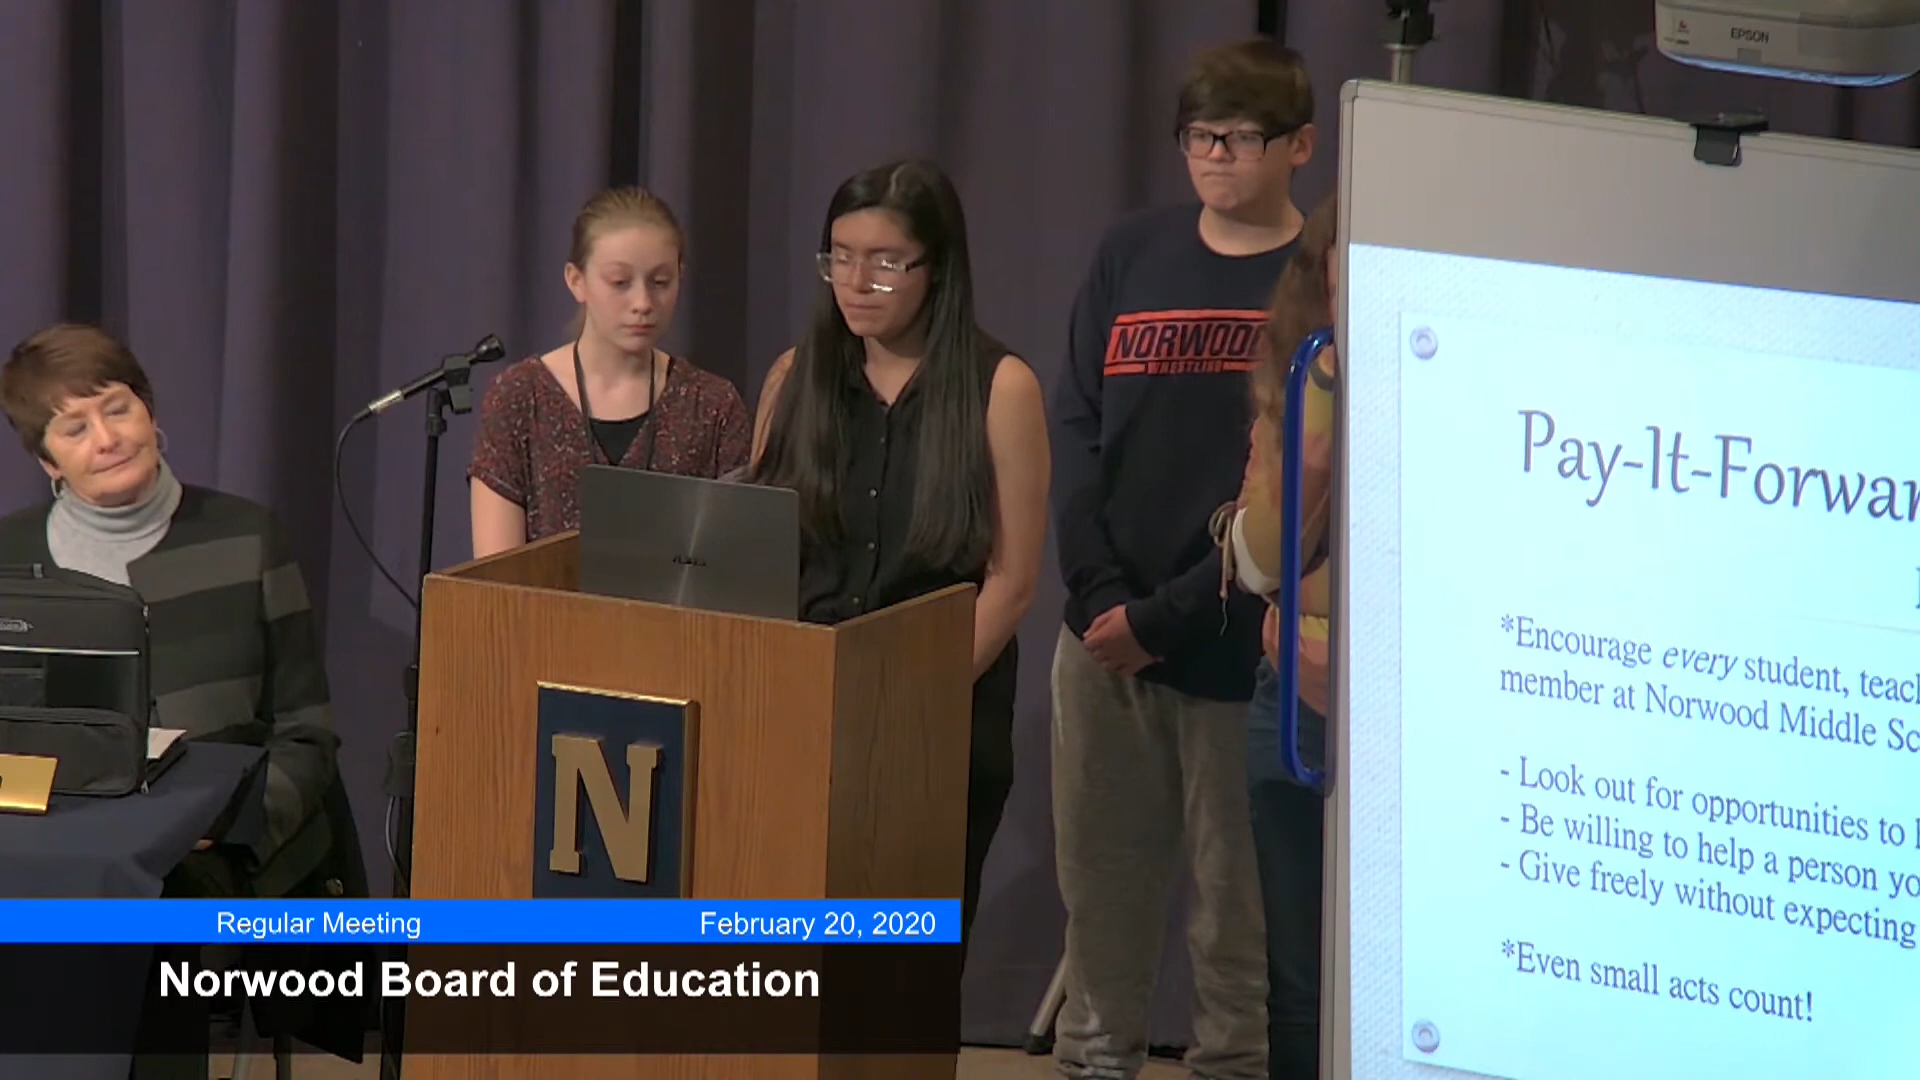 EPSON
NORWOOD
WRESTLING
Pay-It-Forwar
*Encourage every student, teach
member at Norwood Middle Sc
- Look out for opportunities to
- Be willing to help a person yo
- Give freely without expecting
*Even small acts count!
N
Regular Meeting February 20, 2020
Norwood Board of Education